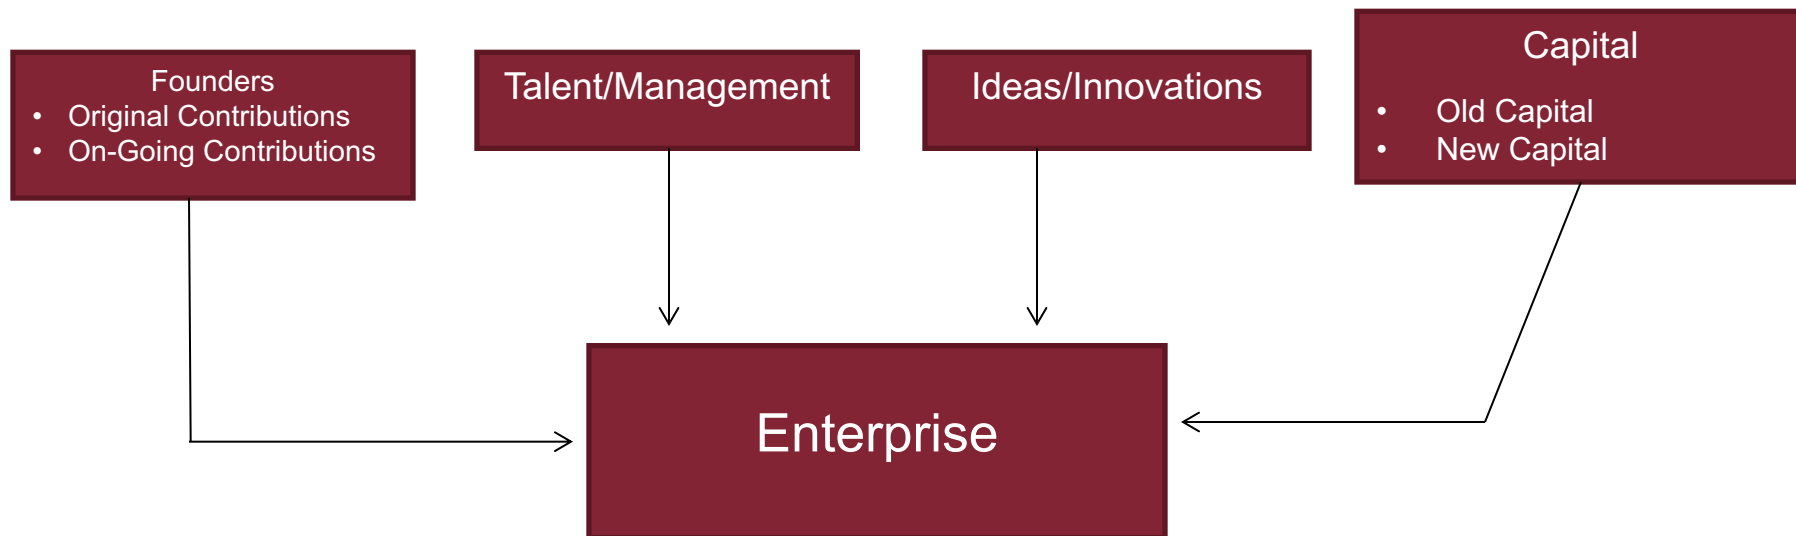 Founders
• Original Contributions
• On-Going Contributions
Talent/Management
Ideas/Innovations
Capital
• Old Capital
• New Capital
Enterprise